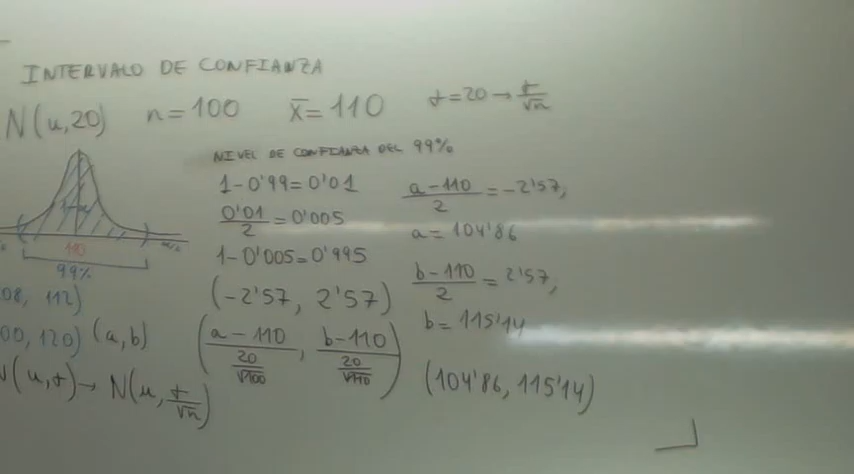 INTERVALO DE CONFIANZA
N(u,20) n=100 x̄=110 σ=20→σ/√n
NIVEL DE CONFIANZA DEL 99%
1-0'99=0'01
0'01/2=0'005
1-0'005=0'995
(-2'57, 2'57)
(a-110/(20/√100), b-110/(20/√110))
a-110/2=-2'57,
a=104'86
b-110/2=2'57,
b=115'14
(104'86, 115'14)
110
99%
08, 112)
00, 120) (a,b)
N(u,σ)→N(u,σ/√n)